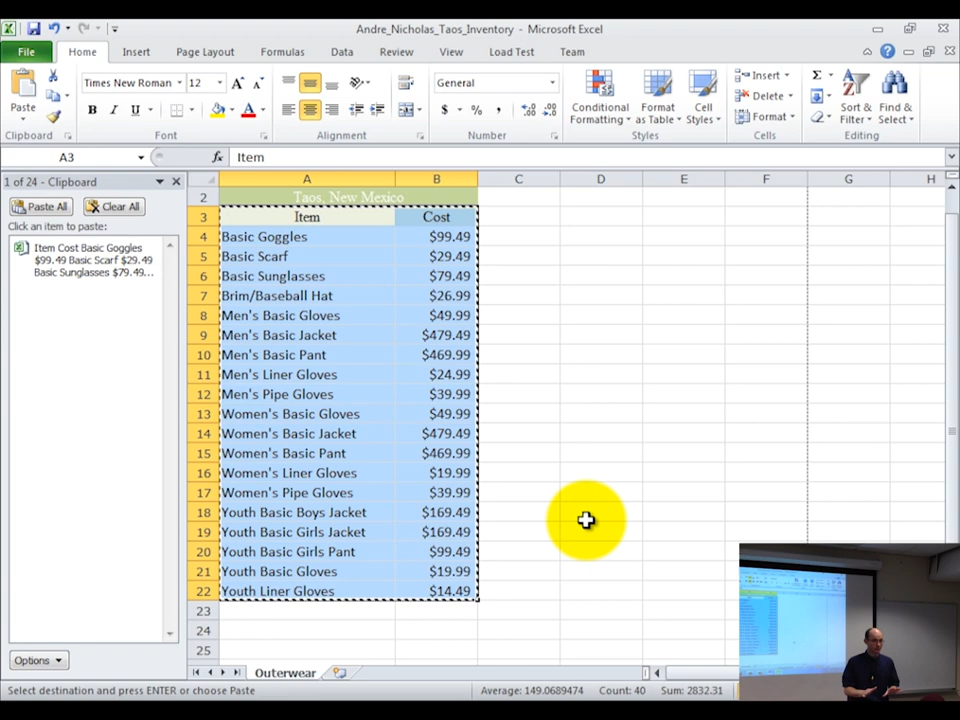 Andre_Nicholas_Taos_Inventory - Microsoft Excel
File Home Insert Page Layout Formulas Data Review View Load Test Team
Paste
Clipboard
Times New Roman 12
B I U
Font
Alignment
General
$ % ,
Number
Conditional Formatting
Format as Table
Cell Styles
Styles
Insert
Delete
Format
Cells
Sort & Filter
Find & Select
Editing
A3 fx Item
1 of 24 - Clipboard
Paste All Clear All
Click an item to paste:
Item Cost Basic Goggles
$99.49 Basic Scarf $29.49
Basic Sunglasses $79.49...
Options
A B C D E F G H
2 Taos, New Mexico
3 Item Cost
4 Basic Goggles $99.49
5 Basic Scarf $29.49
6 Basic Sunglasses $79.49
7 Brim/Baseball Hat $26.99
8 Men's Basic Gloves $49.99
9 Men's Basic Jacket $479.49
10 Men's Basic Pant $469.99
11 Men's Liner Gloves $24.99
12 Men's Pipe Gloves $39.99
13 Women's Basic Gloves $49.99
14 Women's Basic Jacket $479.49
15 Women's Basic Pant $469.99
16 Women's Liner Gloves $19.99
17 Women's Pipe Gloves $39.99
18 Youth Basic Boys Jacket $169.49
19 Youth Basic Girls Jacket $169.49
20 Youth Basic Girls Pant $99.49
21 Youth Basic Gloves $19.99
22 Youth Liner Gloves $14.49
23
24
25
Outerwear
Select destination and press ENTER or choose Paste Average: 149.0689474 Count: 40 Sum: 2832.31